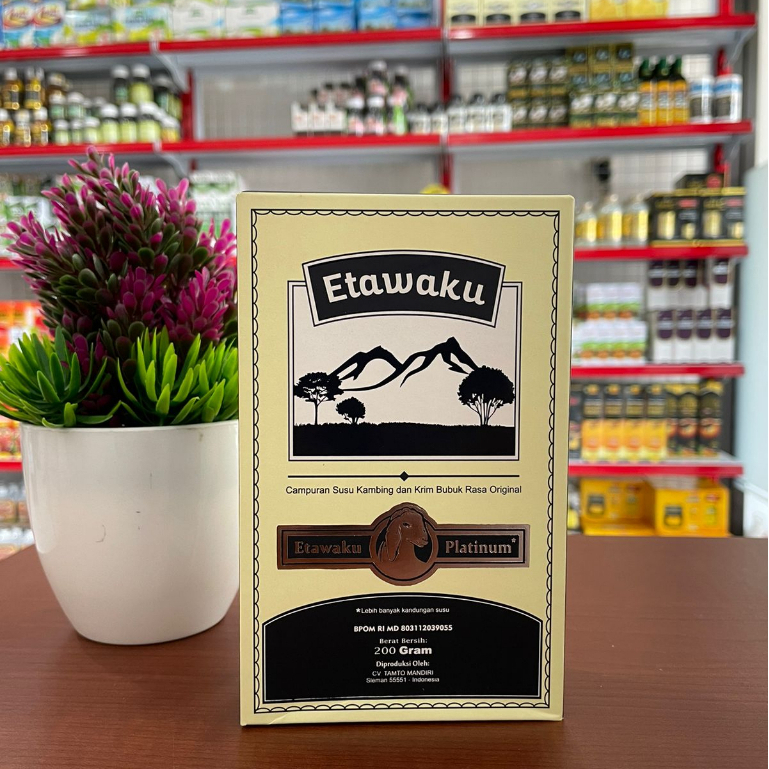 Etawaku
Campuran Susu Kambing dan Krim Bubuk Rasa Original
Etawaku Platinum*
*Lebih banyak kandungan susu
BPOM RI MD 803112039055
Berat Bersih:
200 Gram
Diproduksi Oleh:
CV. TAMTO MANDIRI
Sleman 55551 - Indonesia